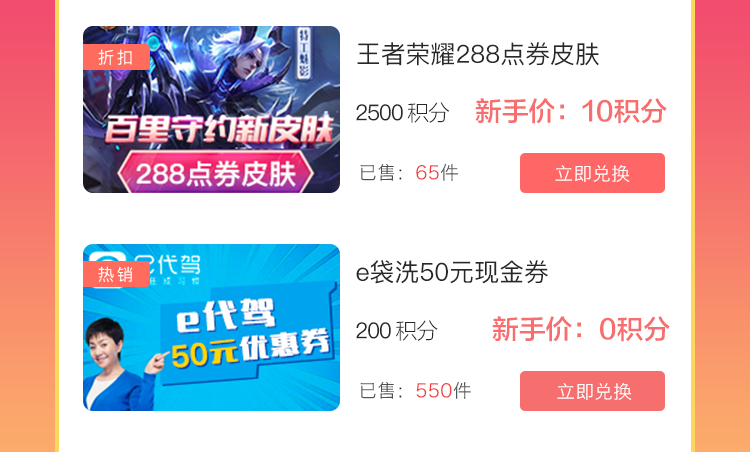 折扣
特工魅影
百里守约新皮肤
288点券皮肤
王者荣耀288点券皮肤
2500 积分
新手价：10积分
已售：65件
立即兑换
热销
e代驾
e代驾
50元优惠券
e袋洗50元现金券
200 积分
新手价：0积分
已售：550件
立即兑换